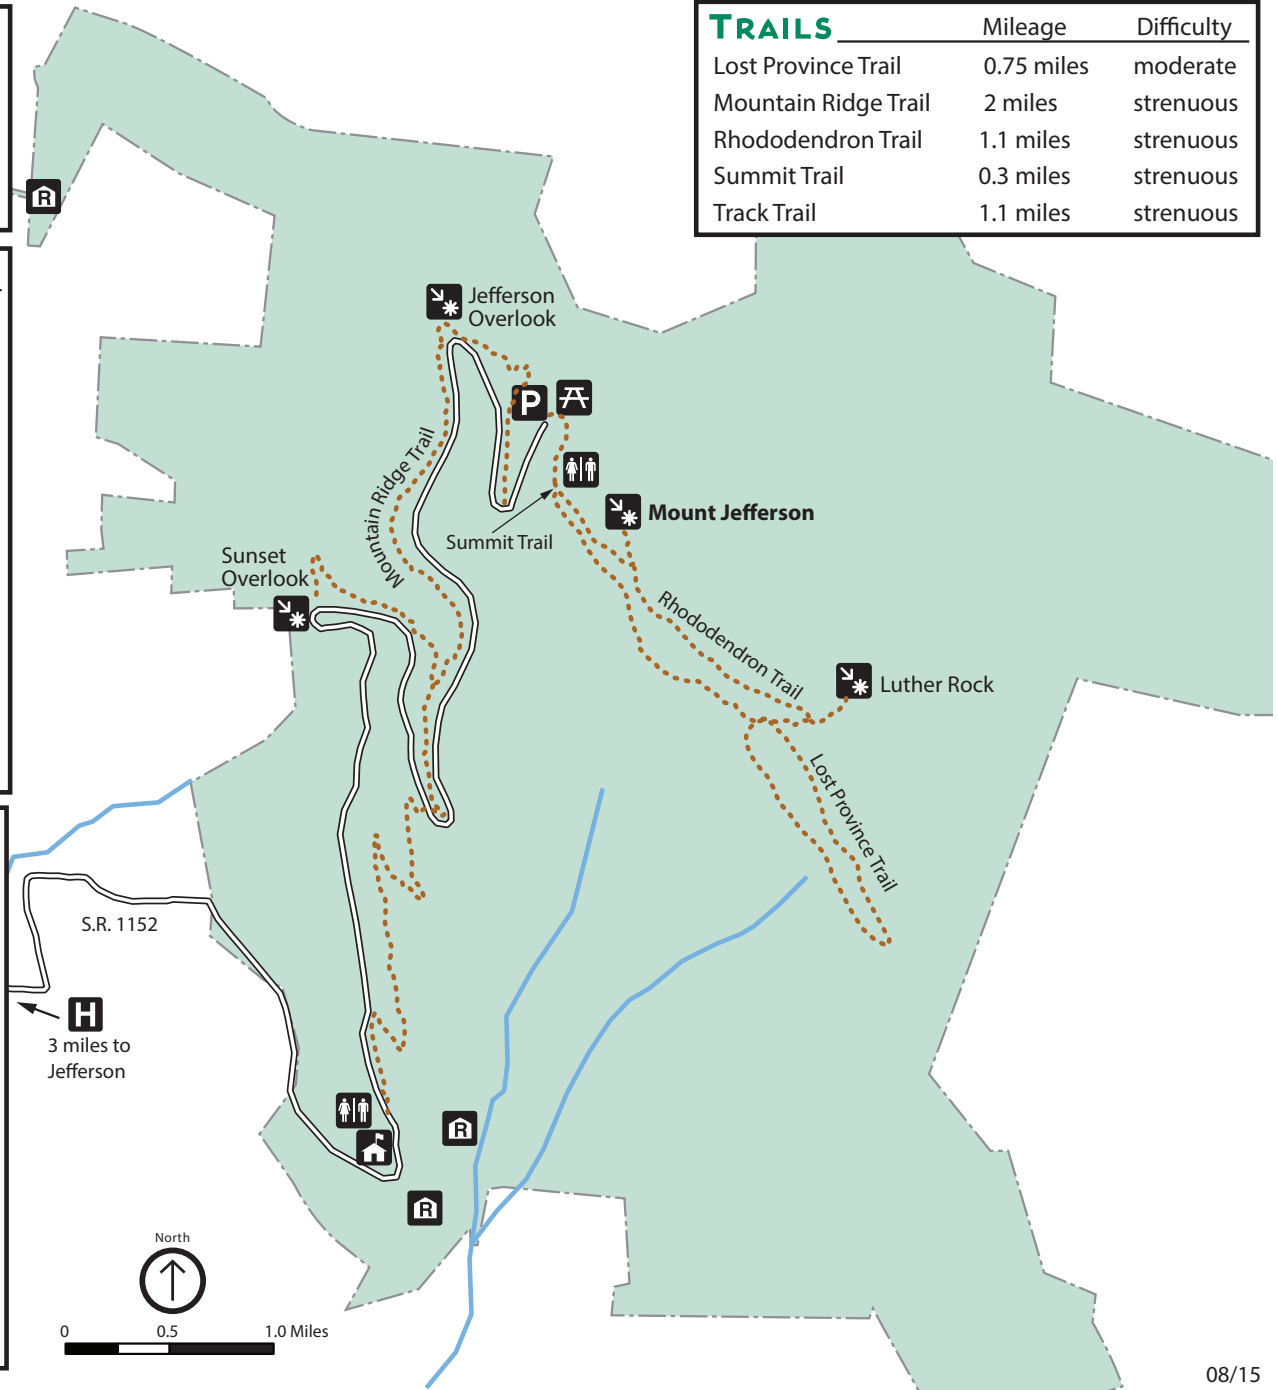 TRAILS Mileage Difficulty
Lost Province Trail 0.75 miles moderate
Mountain Ridge Trail 2 miles strenuous
Rhododendron Trail 1.1 miles strenuous
Summit Trail 0.3 miles strenuous
Track Trail 1.1 miles strenuous
R
Jefferson
Overlook
P
Mountain Ridge Trail
Mount Jefferson
Summit Trail
Sunset
Overlook
Rhododendron Trail
Luther Rock
Lost Province Trail
S.R. 1152
H
3 miles to
Jefferson
R
R
North
0 0.5 1.0 Miles
08/15